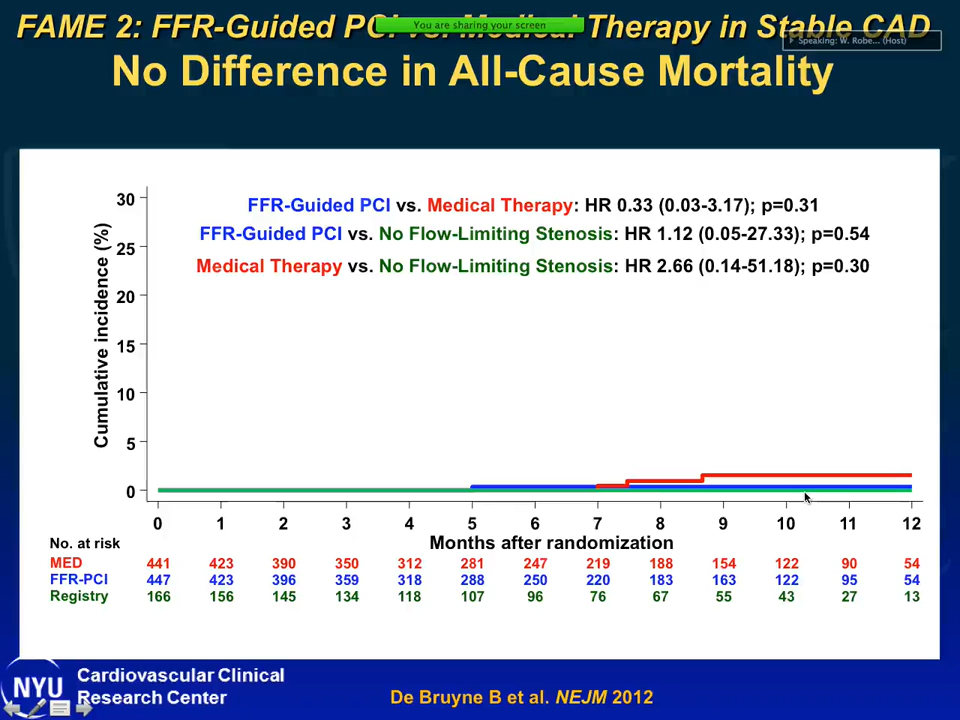 FAME 2: FFR-Guided PCI vs. Medical Therapy in Stable CAD
You are sharing your screen
Speaking: W. Robe... (Host)
No Difference in All-Cause Mortality
FFR-Guided PCI vs. Medical Therapy: HR 0.33 (0.03-3.17); p=0.31
FFR-Guided PCI vs. No Flow-Limiting Stenosis: HR 1.12 (0.05-27.33); p=0.54
Medical Therapy vs. No Flow-Limiting Stenosis: HR 2.66 (0.14-51.18); p=0.30
Cumulative incidence (%)
30
25
20
15
10
5
0
0 1 2 3 4 5 6 7 8 9 10 11 12
No. at risk
Months after randomization
MED 441 423 390 350 312 281 247 219 188 154 122 90 54
FFR-PCI 447 423 396 359 318 288 250 220 183 163 122 95 54
Registry 166 156 145 134 118 107 96 76 67 55 43 27 13
NYU
Cardiovascular Clinical
Research Center
De Bruyne B et al. NEJM 2012